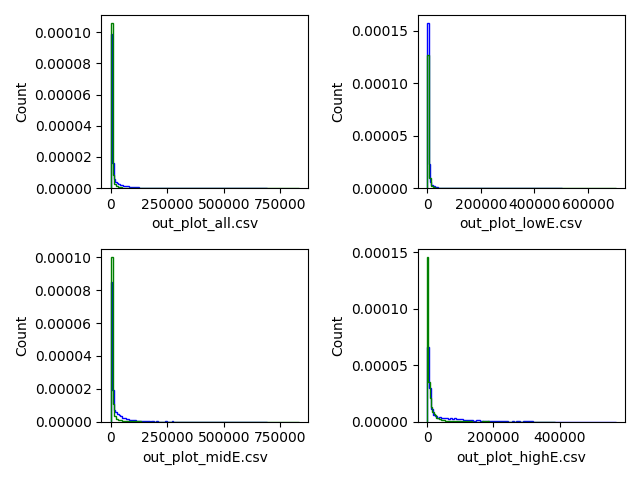 0.00010
0.00008
0.00006
0.00004
0.00002
0.00000
Count
0 250000 500000 750000
out_plot_all.csv
0.00015
0.00010
0.00005
0.00000
Count
0 200000 400000 600000
out_plot_lowE.csv
0.00010
0.00008
0.00006
0.00004
0.00002
0.00000
Count
0 250000 500000 750000
out_plot_midE.csv
0.00015
0.00010
0.00005
0.00000
Count
0 200000 400000
out_plot_highE.csv